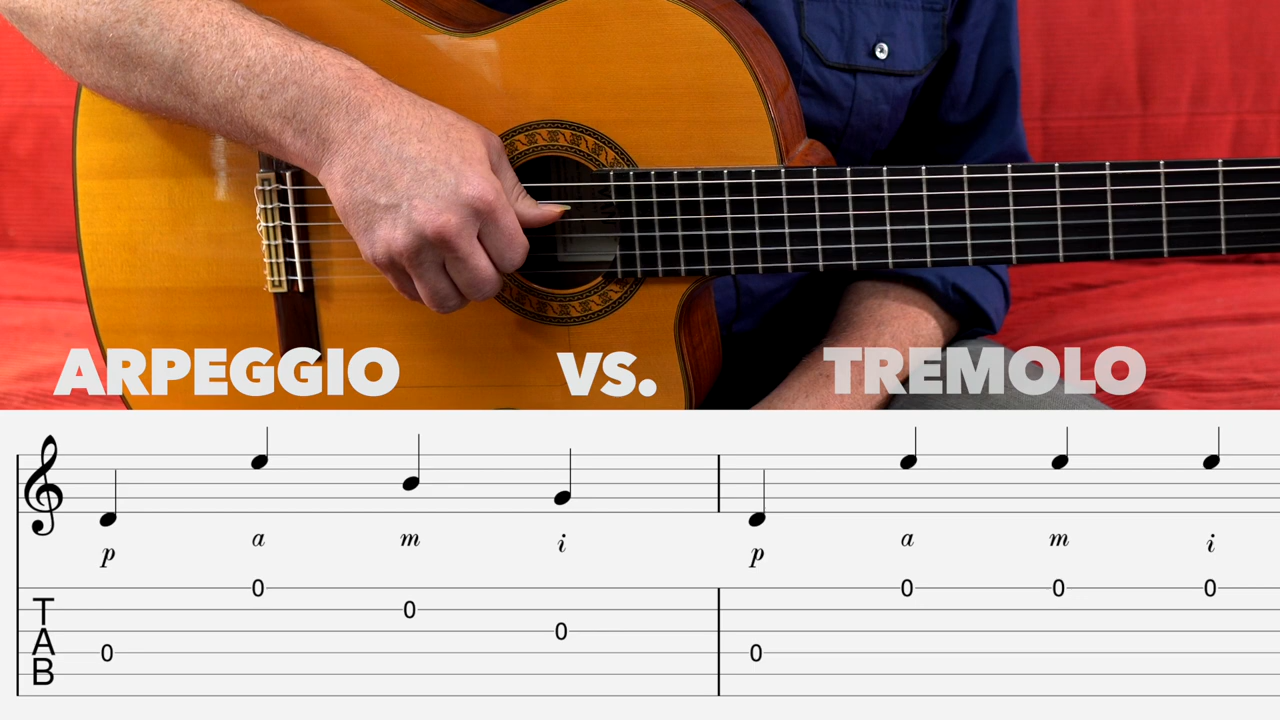 ARPEGGIO VS. TREMOLO
p a m i p a m i
0 0 0 0
T 0
A 0
0 0
B